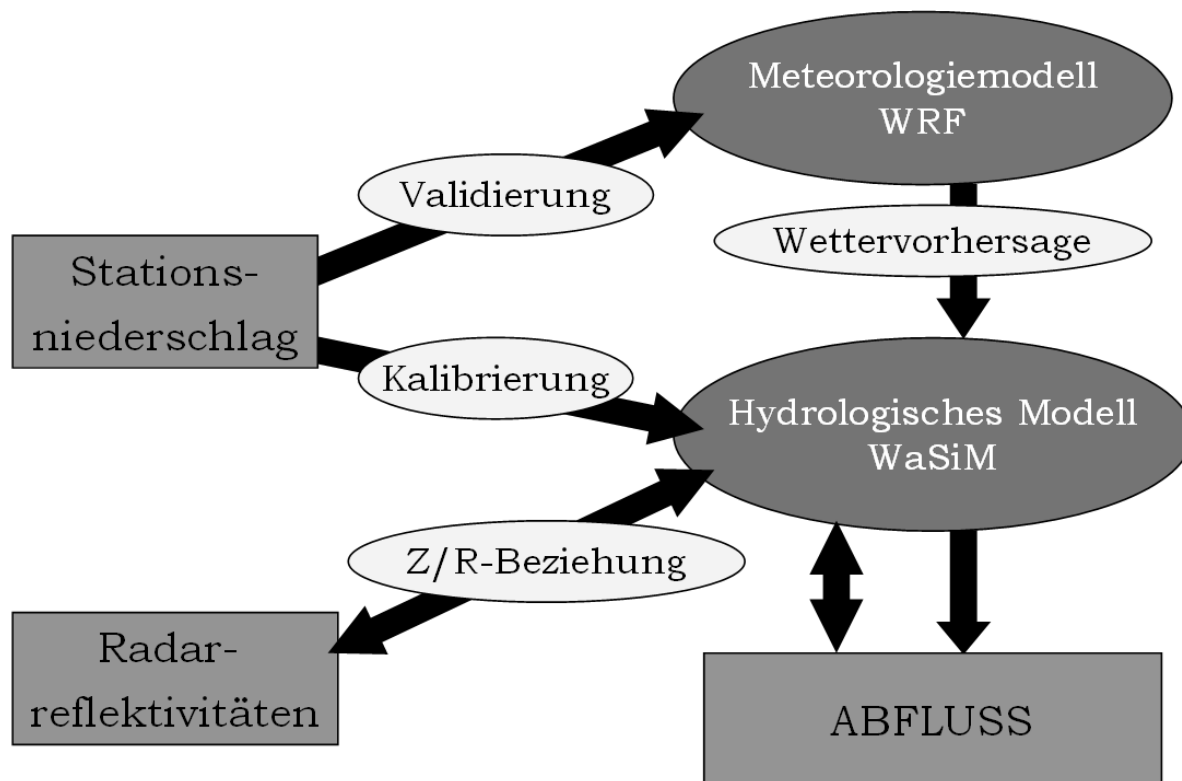 Meteorologiemodell
WRF
Validierung
Wettervorhersage
Stations-
niederschlag
Kalibrierung
Hydrologisches Modell
WaSiM
Z/R-Beziehung
Radar-
reflektivitäten
ABFLUSS